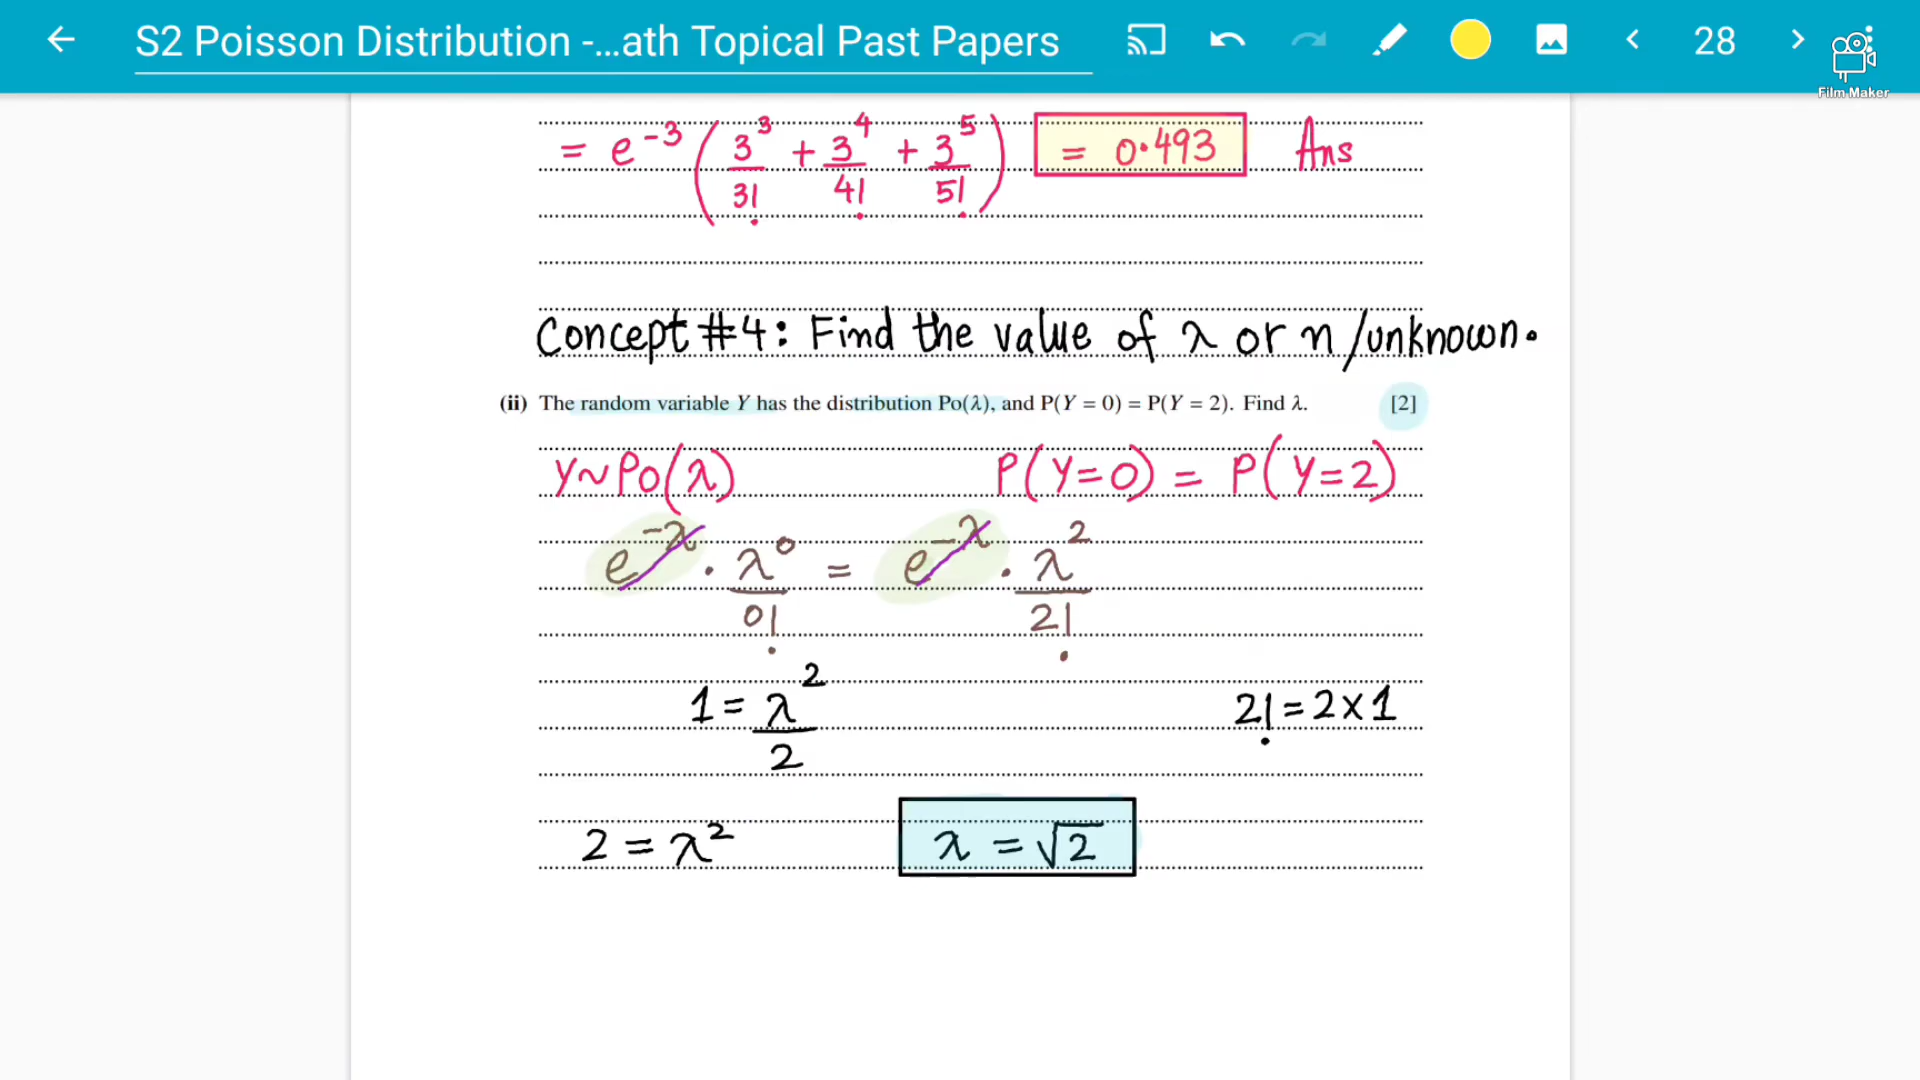 S2 Poisson Distribution -...ath Topical Past Papers 28
Film Maker
= e^-3 (3^3/3! + 3^4/4! + 3^5/5!) = 0.493 Ans
Concept #4: Find the value of λ or n/unknown.
(ii) The random variable Y has the distribution Po(λ), and P(Y = 0) = P(Y = 2). Find λ. [2]
Y~Po(λ) P(Y=0) = P(Y=2)
e^-λ . λ^0/0! = e^-λ . λ^2/2!
1 = λ^2/2 2! = 2×1
2 = λ^2 λ = √2